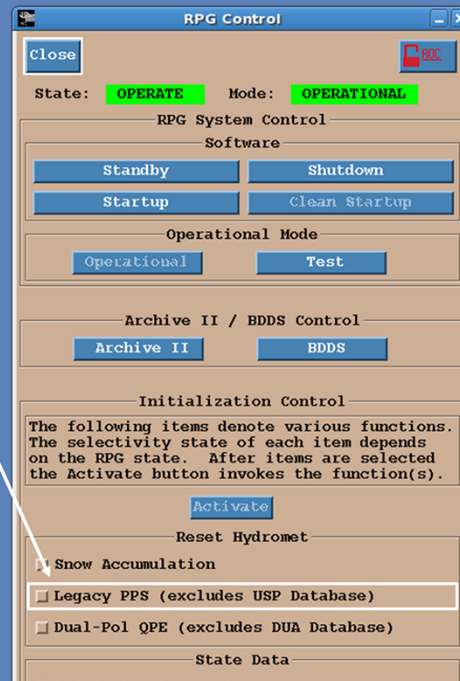 RPG Control
Close
ROC
State: OPERATE Mode: OPERATIONAL
RPG System Control
Software
Standby Shutdown
Startup Clean Startup
Operational Mode
Operational Test
Archive II / BDDS Control
Archive II BDDS
Initialization Control
The following items denote various functions.
The selectivity state of each item depends
on the RPG state. After items are selected
the Activate button invokes the function(s).
Activate
Reset Hydromet
Snow Accumulation
Legacy PPS (excludes USP Database)
Dual-Pol QPE (excludes DUA Database)
State Data